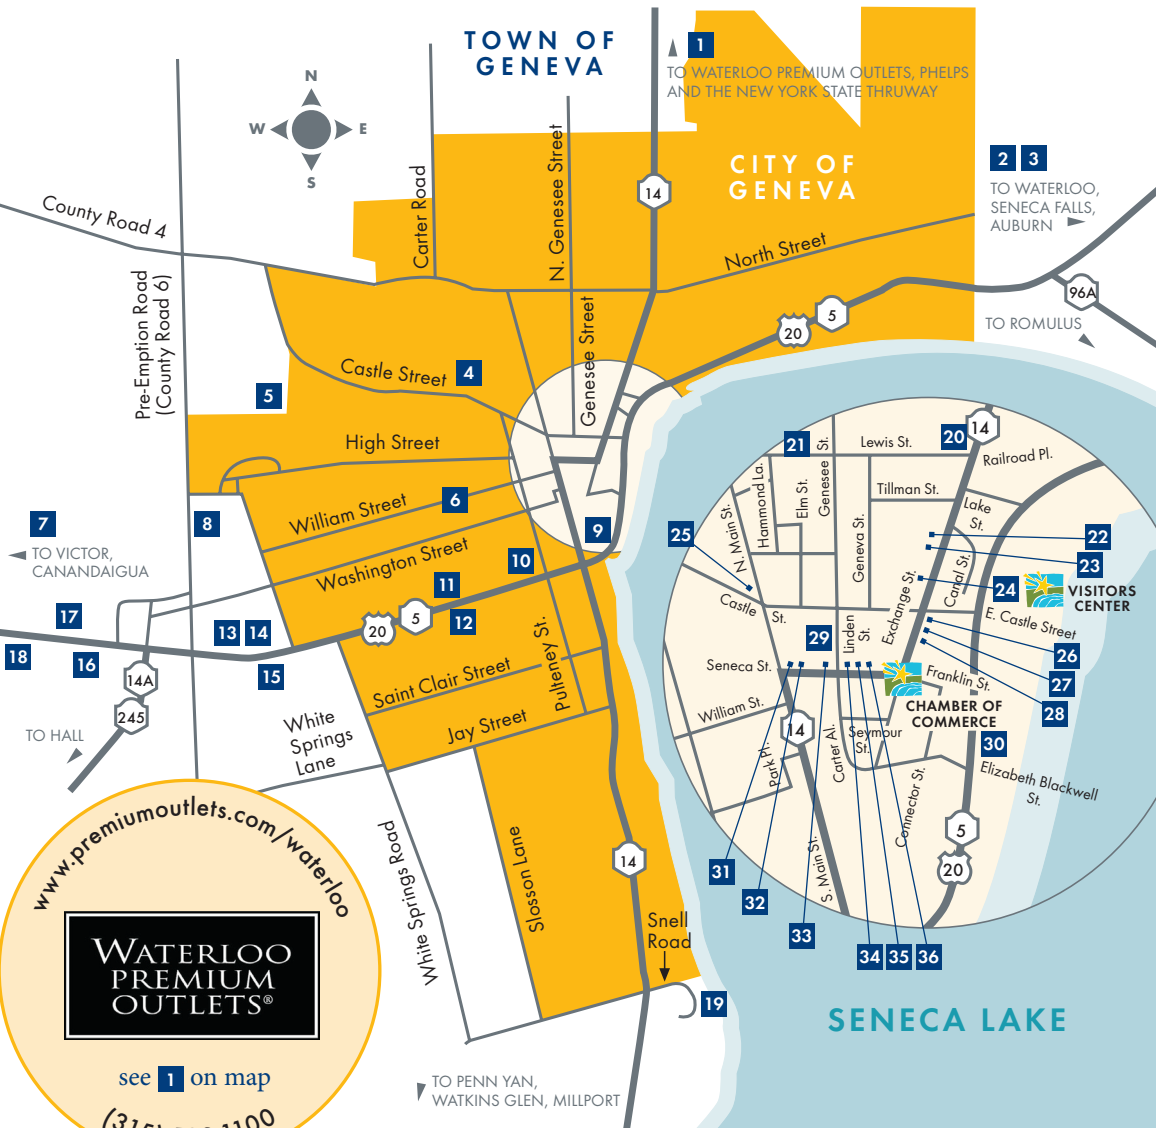 TOWN OF
GENEVA
1
TO WATERLOO PREMIUM OUTLETS, PHELPS
AND THE NEW YORK STATE THRUWAY
N
W
E
S
CITY OF
GENEVA
2 3
TO WATERLOO,
SENECA FALLS,
AUBURN
14
County Road 4
Carter Road
N. Genesee Street
North Street
Pre-Emption Road
(County Road 6)
Genesee Street
96A
5
20
TO ROMULUS
Castle Street
4
5
High Street
William Street
6
Washington Street
7
TO VICTOR,
CANANDAIGUA
8
9
10
11
12
5
20
17
18
16
13 14
15
14A
245
TO HALL
Pulteney St.
Saint Clair Street
Jay Street
White
Springs
Lane
White Springs Road
Slosson Lane
14
Snell
Road
19
TO PENN YAN,
WATKINS GLEN, MILLPORT
SENECA LAKE
21
20
14
Lewis St.
Railroad Pl.
Genesee St.
Hammond La.
Elm St.
Tillman St.
Lake
St.
N. Main St.
Geneva St.
Canal St.
Exchange St.
25
22
23
24
VISITORS
CENTER
Castle St.
E. Castle Street
Linden
St.
29
26
27
28
Seneca St.
Franklin St.
CHAMBER OF
COMMERCE
William St.
14
Seymour
St.
30
Park Pl.
Carter Al.
Connector St.
Elizabeth Blackwell
St.
S. Main St.
5
20
31
32
33
34 35 36
www.premiumoutlets.com/waterloo
WATERLOO
PREMIUM
OUTLETS®
see 1 on map